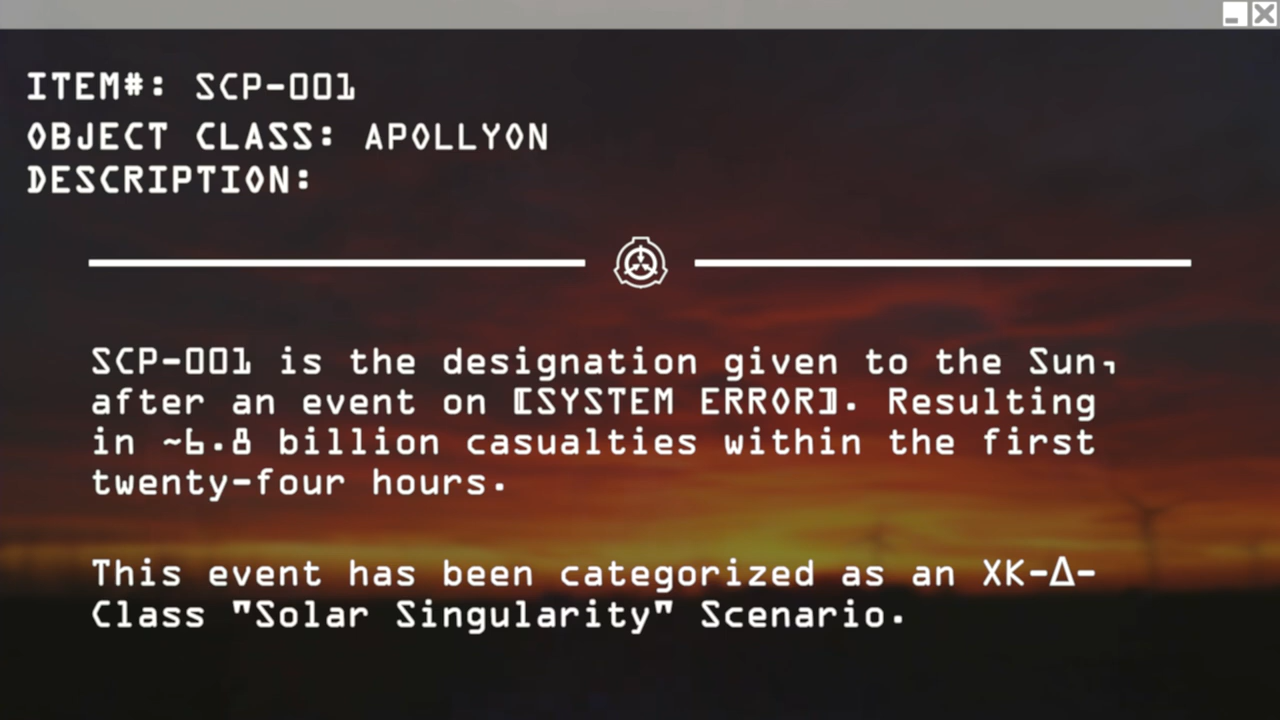 ITEM#: SCP-001
OBJECT CLASS: APOLLYON
DESCRIPTION:
SCP-001 is the designation given to the Sun,
after an event on [SYSTEM ERROR]. Resulting
in ~6.8 billion casualties within the first
twenty-four hours.
This event has been categorized as an XK-Δ-
Class "Solar Singularity" Scenario.